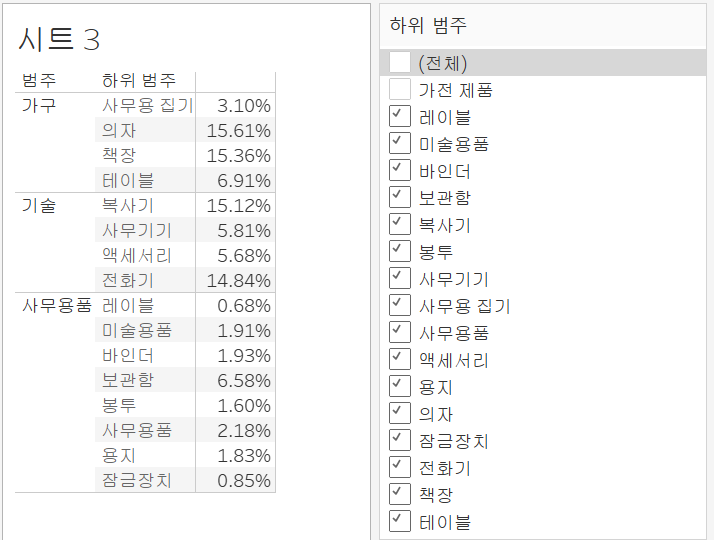 시트 3
범주 하위 범주
가구 사무용 집기 3.10%
의자 15.61%
책장 15.36%
테이블 6.91%
기술 복사기 15.12%
사무기기 5.81%
액세서리 5.68%
전화기 14.84%
사무용품 레이블 0.68%
미술용품 1.91%
바인더 1.93%
보관함 6.58%
봉투 1.60%
사무용품 2.18%
용지 1.83%
잠금장치 0.85%
하위 범주
(전체)
가전 제품
레이블
미술용품
바인더
보관함
복사기
봉투
사무기기
사무용 집기
사무용품
액세서리
용지
의자
잠금장치
전화기
책장
테이블